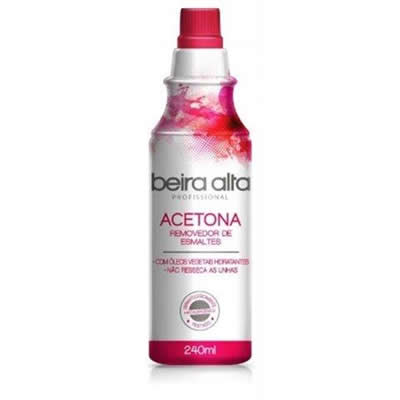 beira alta
PROFISSIONAL
ACETONA
REMOVEDOR DE
ESMALTES
- COM ÓLEOS VEGETAIS HIDRATANTES
- NÃO RESSECA AS UNHAS
240ml